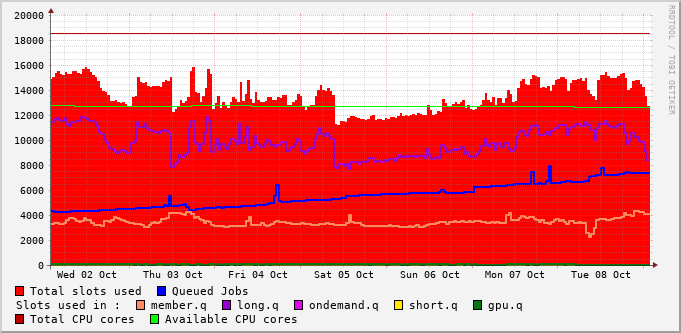 20000
18000
16000
14000
12000
10000
8000
6000
4000
2000
0
Wed 02 Oct Thu 03 Oct Fri 04 Oct Sat 05 Oct Sun 06 Oct Mon 07 Oct Tue 08 Oct
Total slots used Queued Jobs
Slots used in : member.q long.q ondemand.q short.q gpu.q
Total CPU cores Available CPU cores
RRDTOOL / TOBI OETIKER